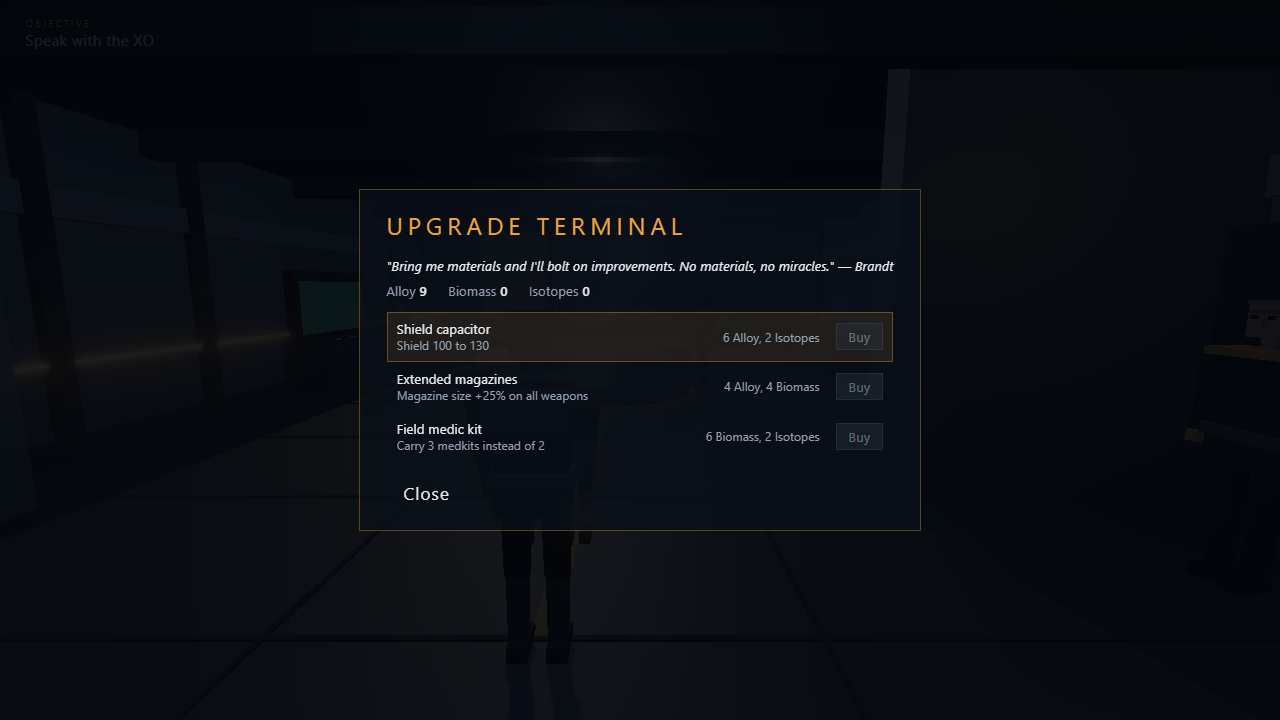 OBJECTIVE
Speak with the XO
UPGRADE TERMINAL
"Bring me materials and I'll bolt on improvements. No materials, no miracles." — Brandt
Alloy 9 Biomass 0 Isotopes 0
Shield capacitor
Shield 100 to 130
6 Alloy, 2 Isotopes Buy
Extended magazines
Magazine size +25% on all weapons
4 Alloy, 4 Biomass Buy
Field medic kit
Carry 3 medkits instead of 2
6 Biomass, 2 Isotopes Buy
Close